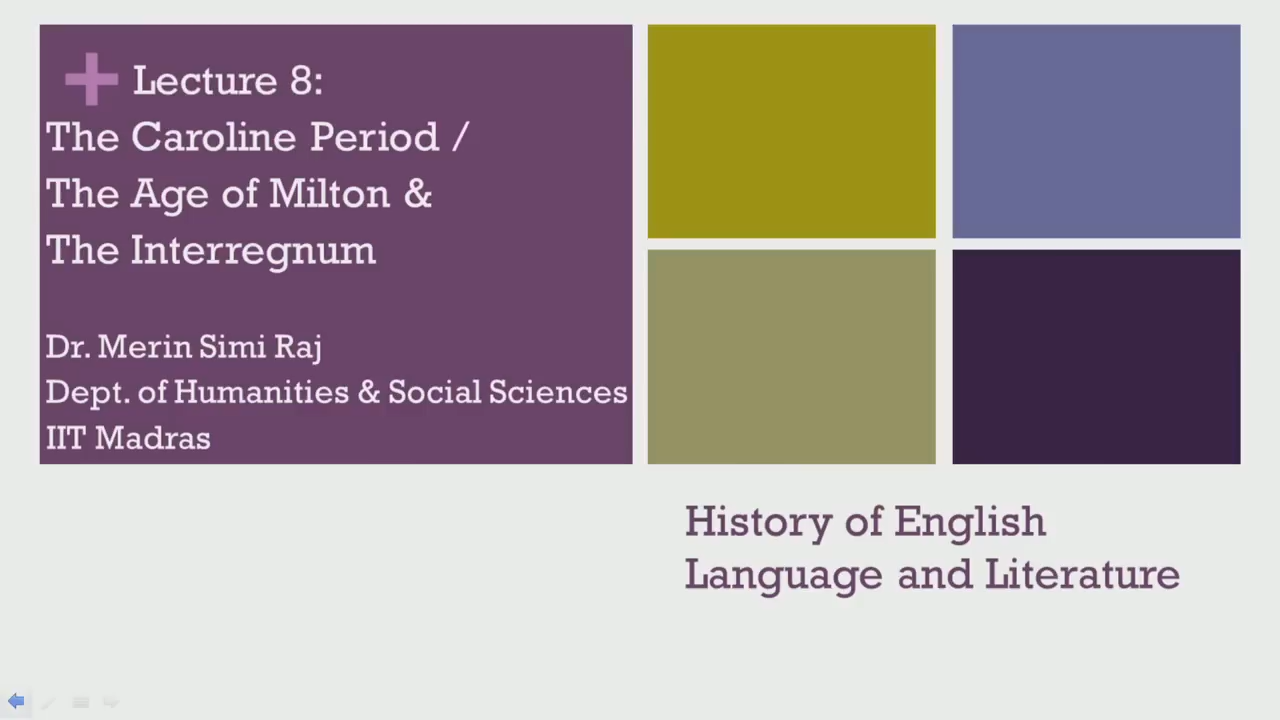 Lecture 8:
The Caroline Period /
The Age of Milton &
The Interregnum
Dr. Merin Simi Raj
Dept. of Humanities & Social Sciences
IIT Madras
History of English
Language and Literature